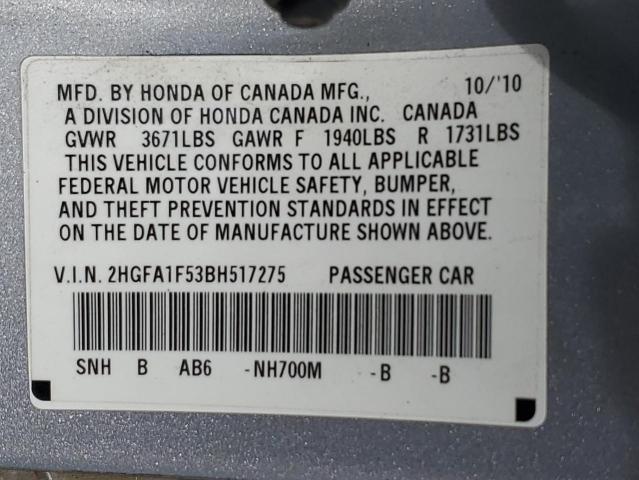 MFD. BY HONDA OF CANADA MFG., 10/'10
A DIVISION OF HONDA CANADA INC. CANADA
GVWR 3671LBS GAWR F 1940LBS R 1731LBS
THIS VEHICLE CONFORMS TO ALL APPLICABLE
FEDERAL MOTOR VEHICLE SAFETY, BUMPER,
AND THEFT PREVENTION STANDARDS IN EFFECT
ON THE DATE OF MANUFACTURE SHOWN ABOVE.
V.I.N. 2HGFA1F53BH517275 PASSENGER CAR
SNH B AB6 -NH700M -B -B